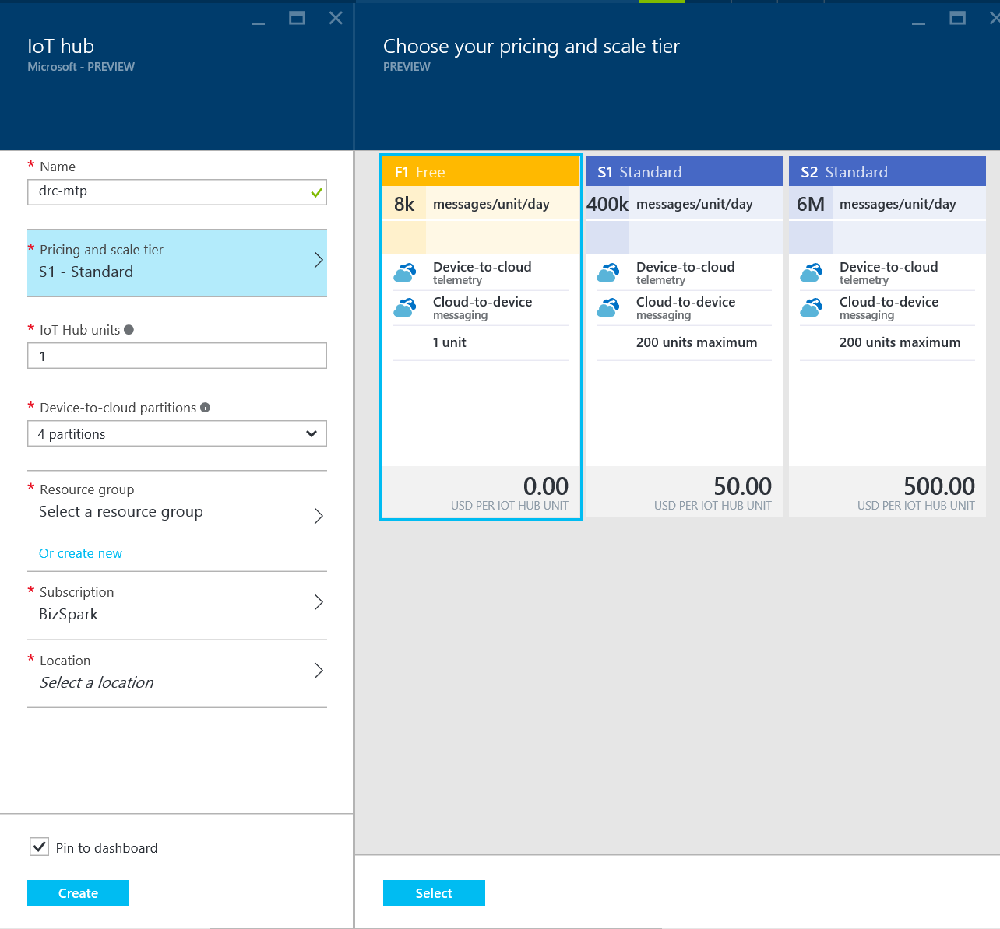 IoT hub
Microsoft - PREVIEW
* Name
drc-mtp
* Pricing and scale tier
S1 - Standard
* IoT Hub units
1
* Device-to-cloud partitions
4 partitions
* Resource group
Select a resource group
Or create new
* Subscription
BizSpark
* Location
Select a location
Pin to dashboard
Create
Choose your pricing and scale tier
PREVIEW
F1 Free
8k messages/unit/day
Device-to-cloud
telemetry
Cloud-to-device
messaging
1 unit
0.00
USD PER IOT HUB UNIT
S1 Standard
400k messages/unit/day
Device-to-cloud
telemetry
Cloud-to-device
messaging
200 units maximum
50.00
USD PER IOT HUB UNIT
S2 Standard
6M messages/unit/day
Device-to-cloud
telemetry
Cloud-to-device
messaging
200 units maximum
500.00
USD PER IOT HUB UNIT
Select